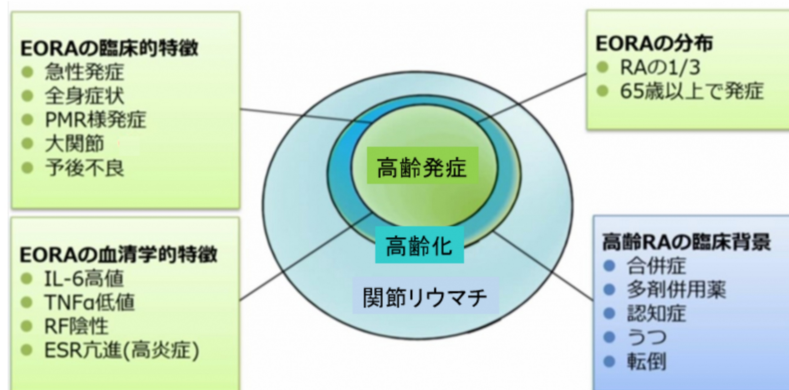 EORAの臨床的特徴
急性発症
全身症状
PMR様発症
大関節
予後不良
EORAの血清学的特徴
IL-6高値
TNFα低値
RF陰性
ESR亢進(高炎症)
高齢発症
高齢化
関節リウマチ
EORAの分布
RAの1/3
65歳以上で発症
高齢RAの臨床背景
合併症
多剤併用薬
認知症
うつ
転倒